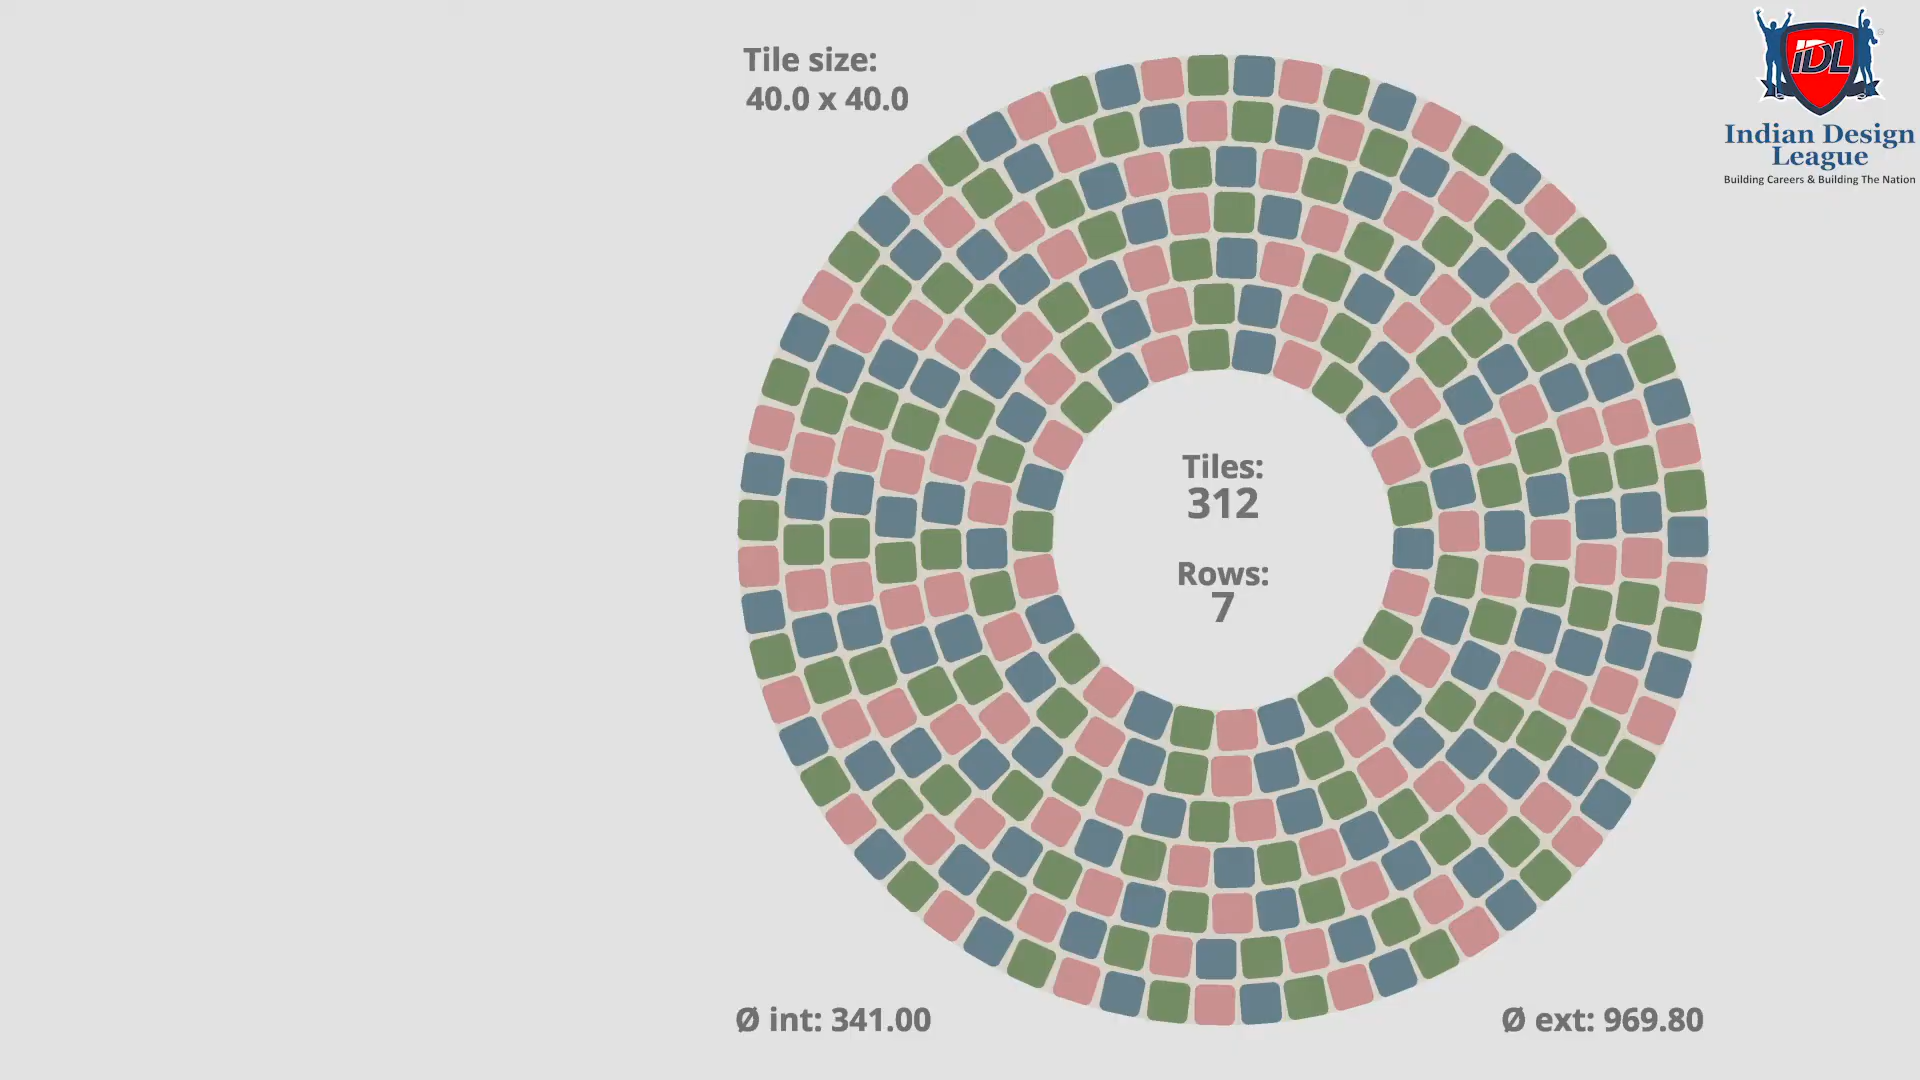 Tile size:
40.0 x 40.0
IDL
Indian Design
League
Building Careers & Building The Nation
Tiles:
312
Rows:
7
Ø int: 341.00
Ø ext: 969.80